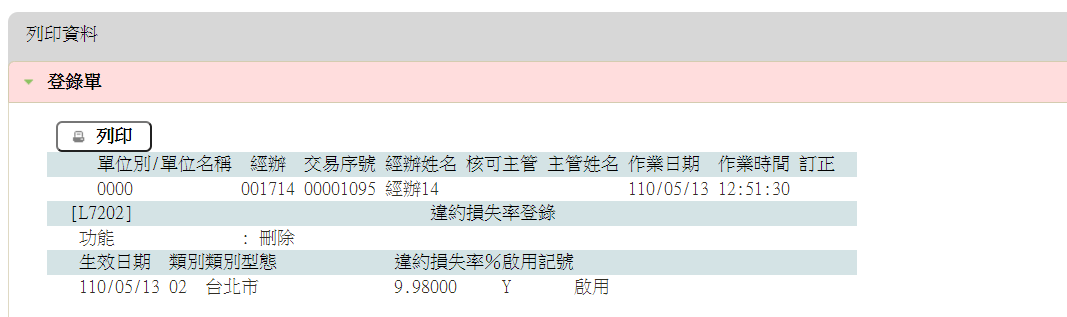 列印資料
登錄單
列印
單位別/單位名稱 經辦 交易序號 經辦姓名 核可主管 主管姓名 作業日期 作業時間 訂正
0000 001714 00001095 經辦14 110/05/13 12:51:30
[L7202] 違約損失率登錄
功能 : 刪除
生效日期 類別類別型態 違約損失率%啟用記號
110/05/13 02 台北市 9.98000 Y 啟用